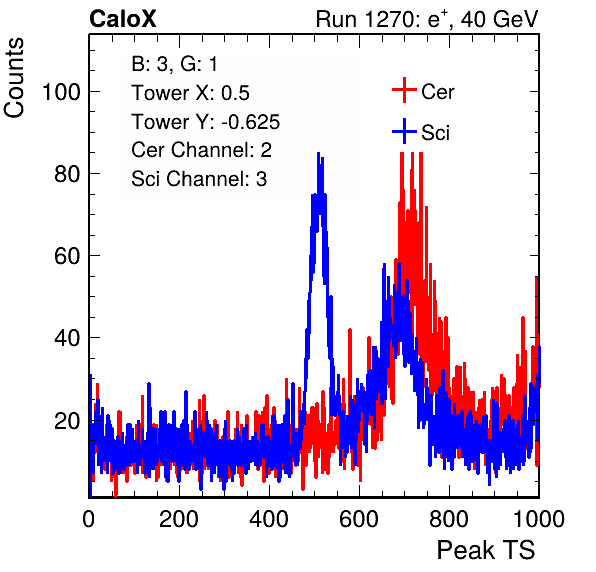 CaloX
Run 1270: e⁺, 40 GeV
Counts
B: 3, G: 1
Tower X: 0.5
Tower Y: -0.625
Cer Channel: 2
Sci Channel: 3
Cer
Sci
100
80
60
40
20
0 200 400 600 800 1000
Peak TS